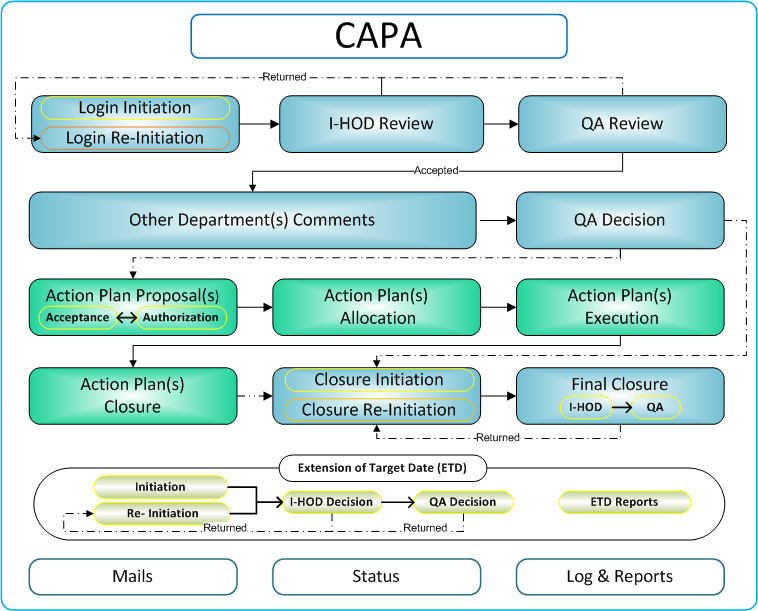 CAPA
Returned
Login Initiation
Login Re-Initiation
I-HOD Review
QA Review
Accepted
Other Department(s) Comments
QA Decision
Action Plan Proposal(s)
Acceptance
Authorization
Action Plan(s)
Allocation
Action Plan(s)
Execution
Action Plan(s)
Closure
Closure Initiation
Closure Re-Initiation
Final Closure
I-HOD
QA
Returned
Extension of Target Date (ETD)
Initiation
Re- Initiation
I-HOD Decision
QA Decision
ETD Reports
Returned
Returned
Mails
Status
Log & Reports